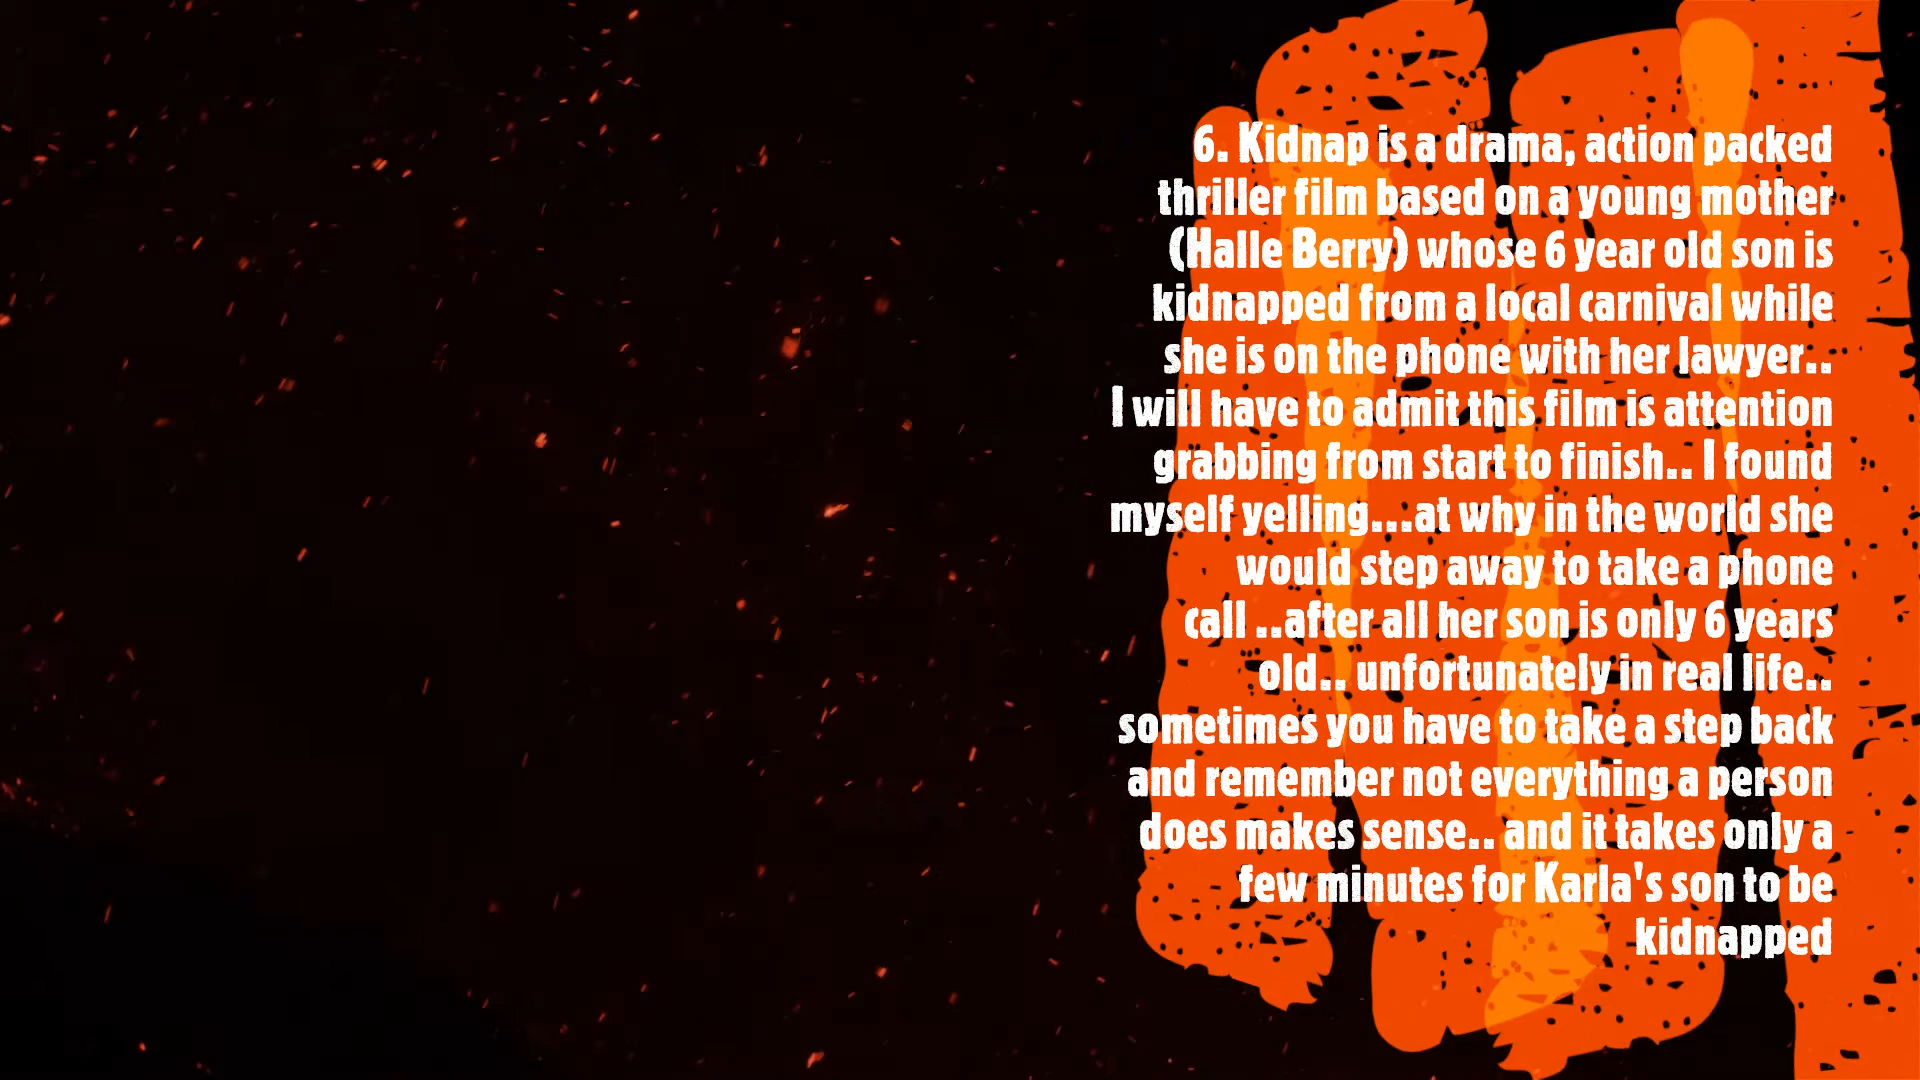 6. Kidnap is a drama, action packed
thriller film based on a young mother
(Halle Berry) whose 6 year old son is
kidnapped from a local carnival while
she is on the phone with her lawyer..
I will have to admit this film is attention
grabbing from start to finish.. I found
myself yelling...at why in the world she
would step away to take a phone
call ..after all her son is only 6 years
old.. unfortunately in real life..
sometimes you have to take a step back
and remember not everything a person
does makes sense.. and it takes only a
few minutes for Karla's son to be
kidnapped